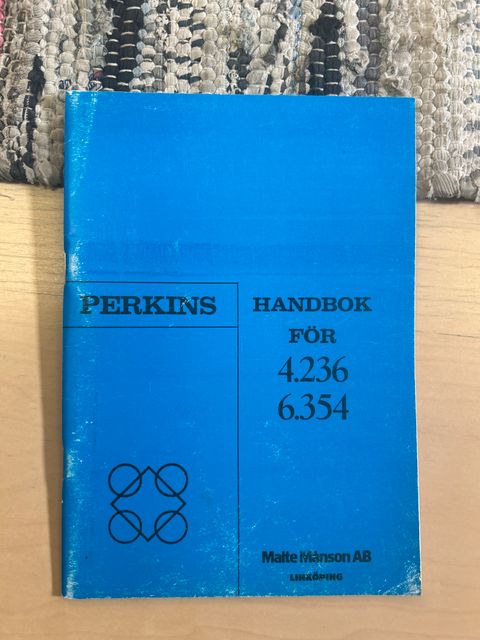 PERKINS
HANDBOK
FÖR
4.236
6.354
Malte Månson AB
LINKÖPING